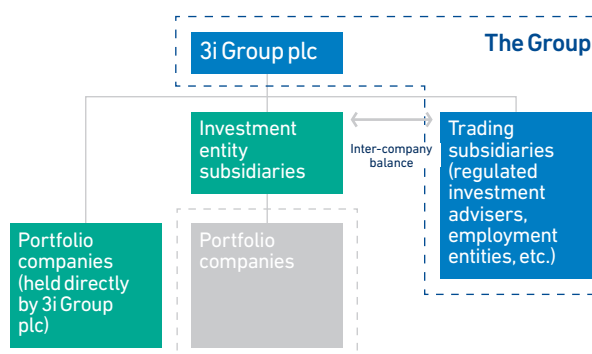 The Group
3i Group plc
Investment
entity
subsidiaries
Inter-company
balance
Trading
subsidiaries
(regulated
investment
advisers,
employment
entities, etc.)
Portfolio
companies
(held directly
by 3i Group
plc)
Portfolio
companies